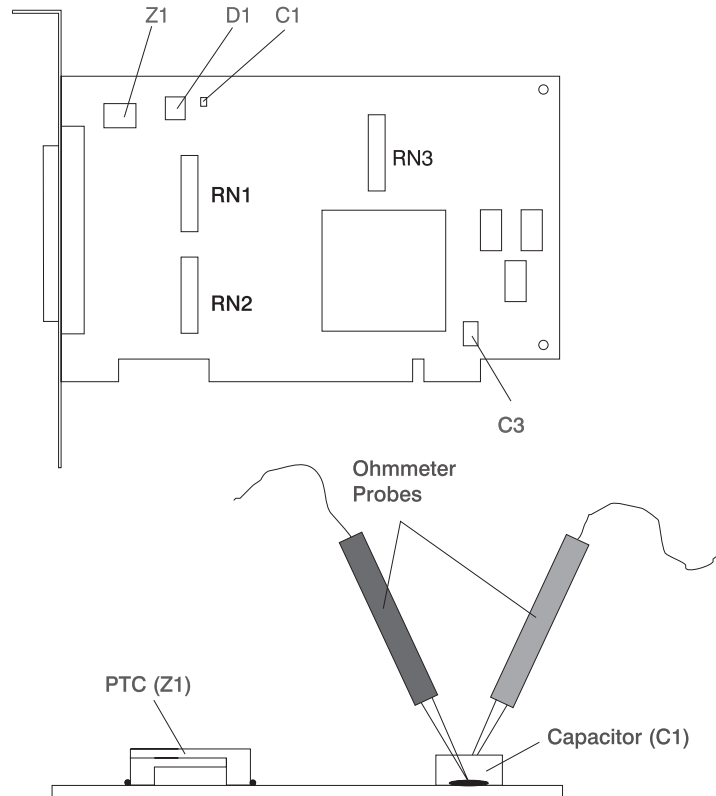 Z1 D1 C1
RN3
RN1
RN2
C3
Ohmmeter
Probes
PTC (Z1)
Capacitor (C1)